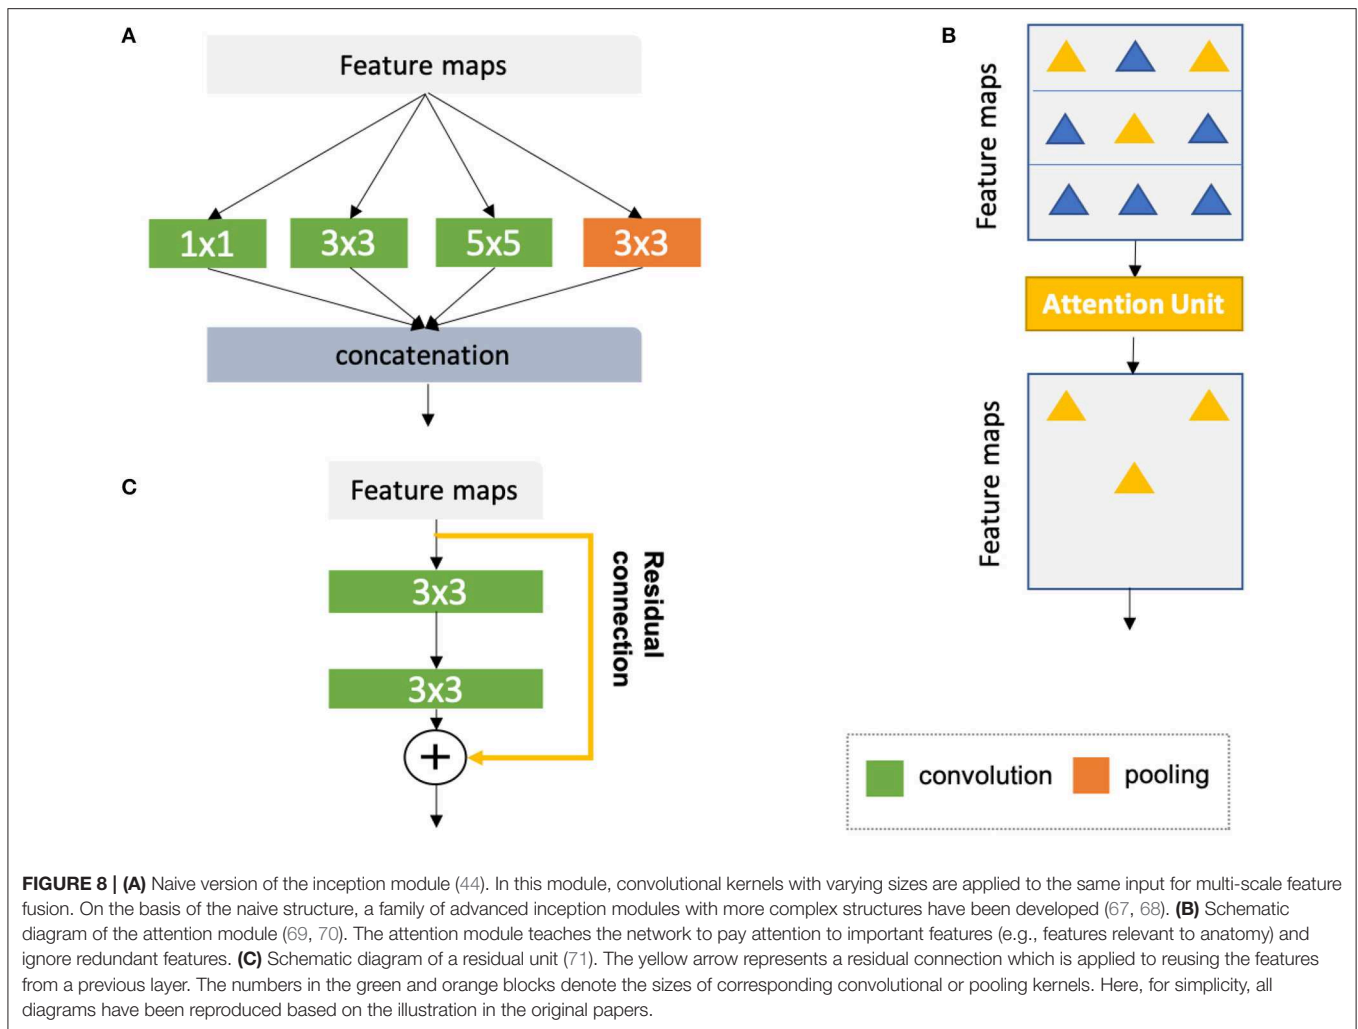 A
Feature maps
1x1
3x3
5x5
3x3
concatenation
B
Feature maps
Attention Unit
Feature maps
C
Feature maps
3x3
3x3
+
Residual
connection
convolution
pooling
FIGURE 8 | (A) Naive version of the inception module (44). In this module, convolutional kernels with varying sizes are applied to the same input for multi-scale feature
fusion. On the basis of the naive structure, a family of advanced inception modules with more complex structures have been developed (67, 68). (B) Schematic
diagram of the attention module (69, 70). The attention module teaches the network to pay attention to important features (e.g., features relevant to anatomy) and
ignore redundant features. (C) Schematic diagram of a residual unit (71). The yellow arrow represents a residual connection which is applied to reusing the features
from a previous layer. The numbers in the green and orange blocks denote the sizes of corresponding convolutional or pooling kernels. Here, for simplicity, all
diagrams have been reproduced based on the illustration in the original papers.